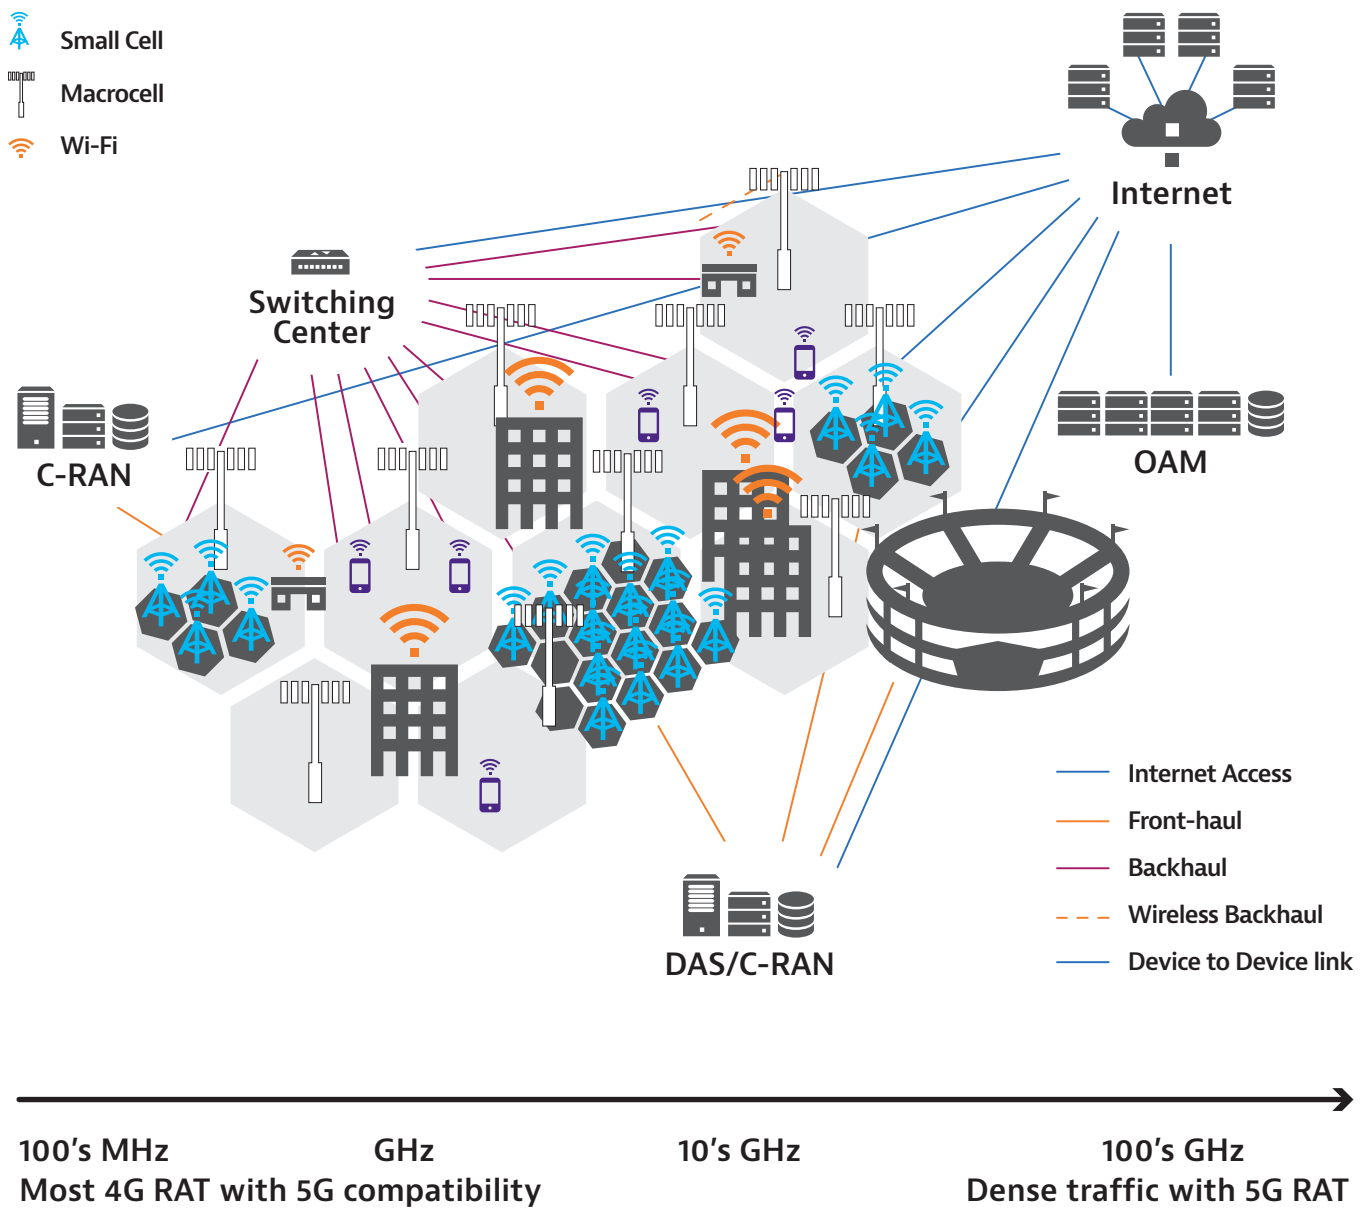 Small Cell
Macrocell
Wi-Fi
Internet
Switching
Center
C-RAN
OAM
Internet Access
Front-haul
Backhaul
Wireless Backhaul
Device to Device link
DAS/C-RAN
100's MHz
GHz
10's GHz
100's GHz
Most 4G RAT with 5G compatibility
Dense traffic with 5G RAT